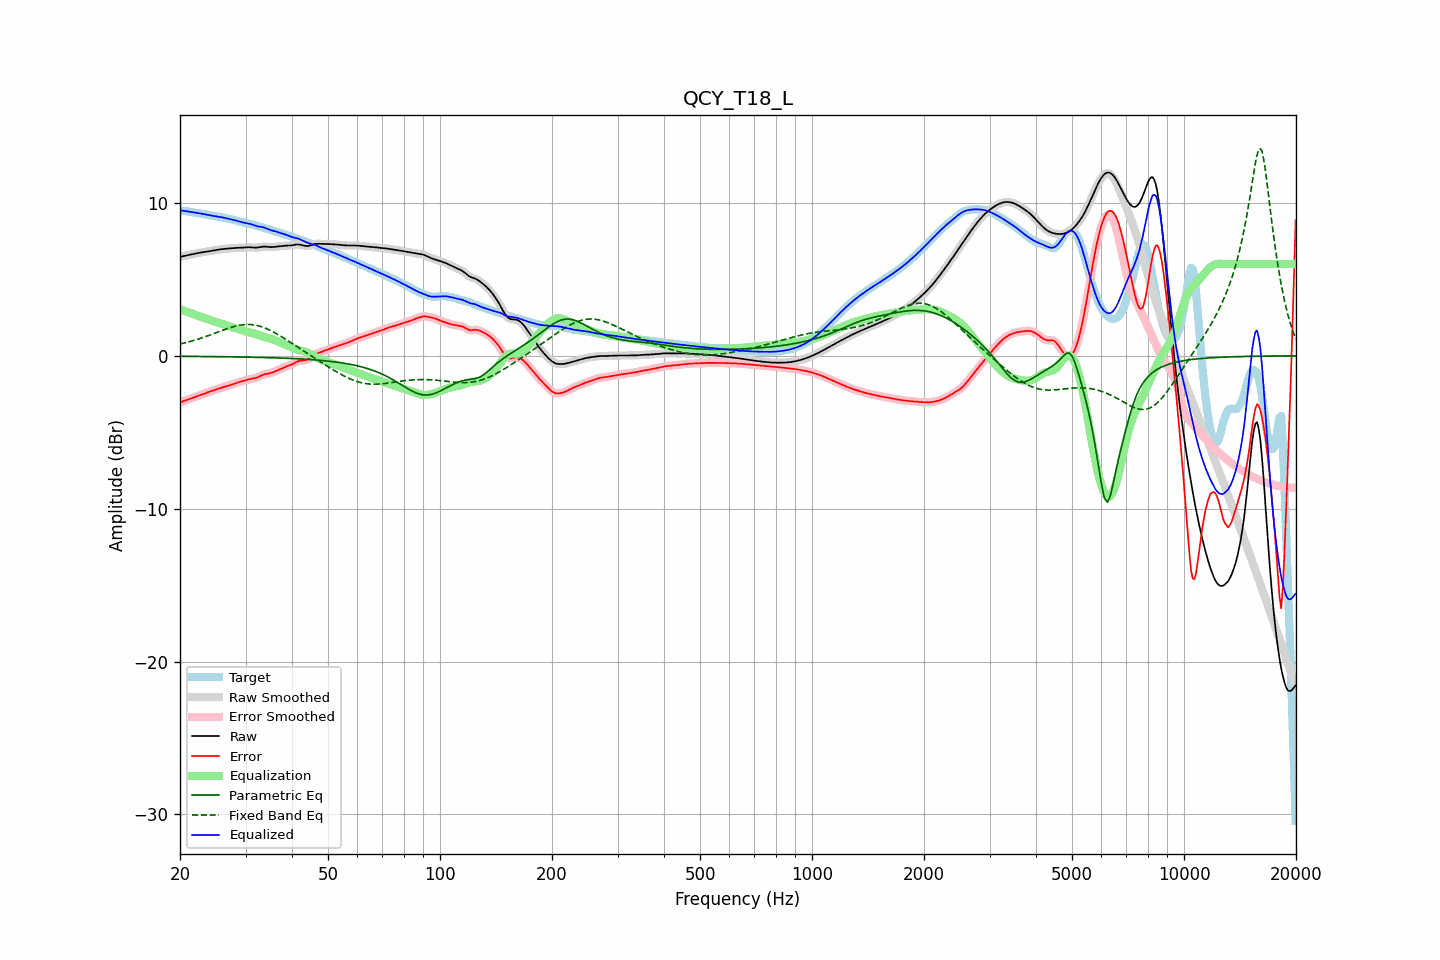 QCY_T18_L
Amplitude (dBr)
10
0
−10
−20
−30
Target
Raw Smoothed
Error Smoothed
Raw
Error
Equalization
Parametric Eq
Fixed Band Eq
Equalized
20 50 100 200 500 1000 2000 5000 10000 20000
Frequency (Hz)